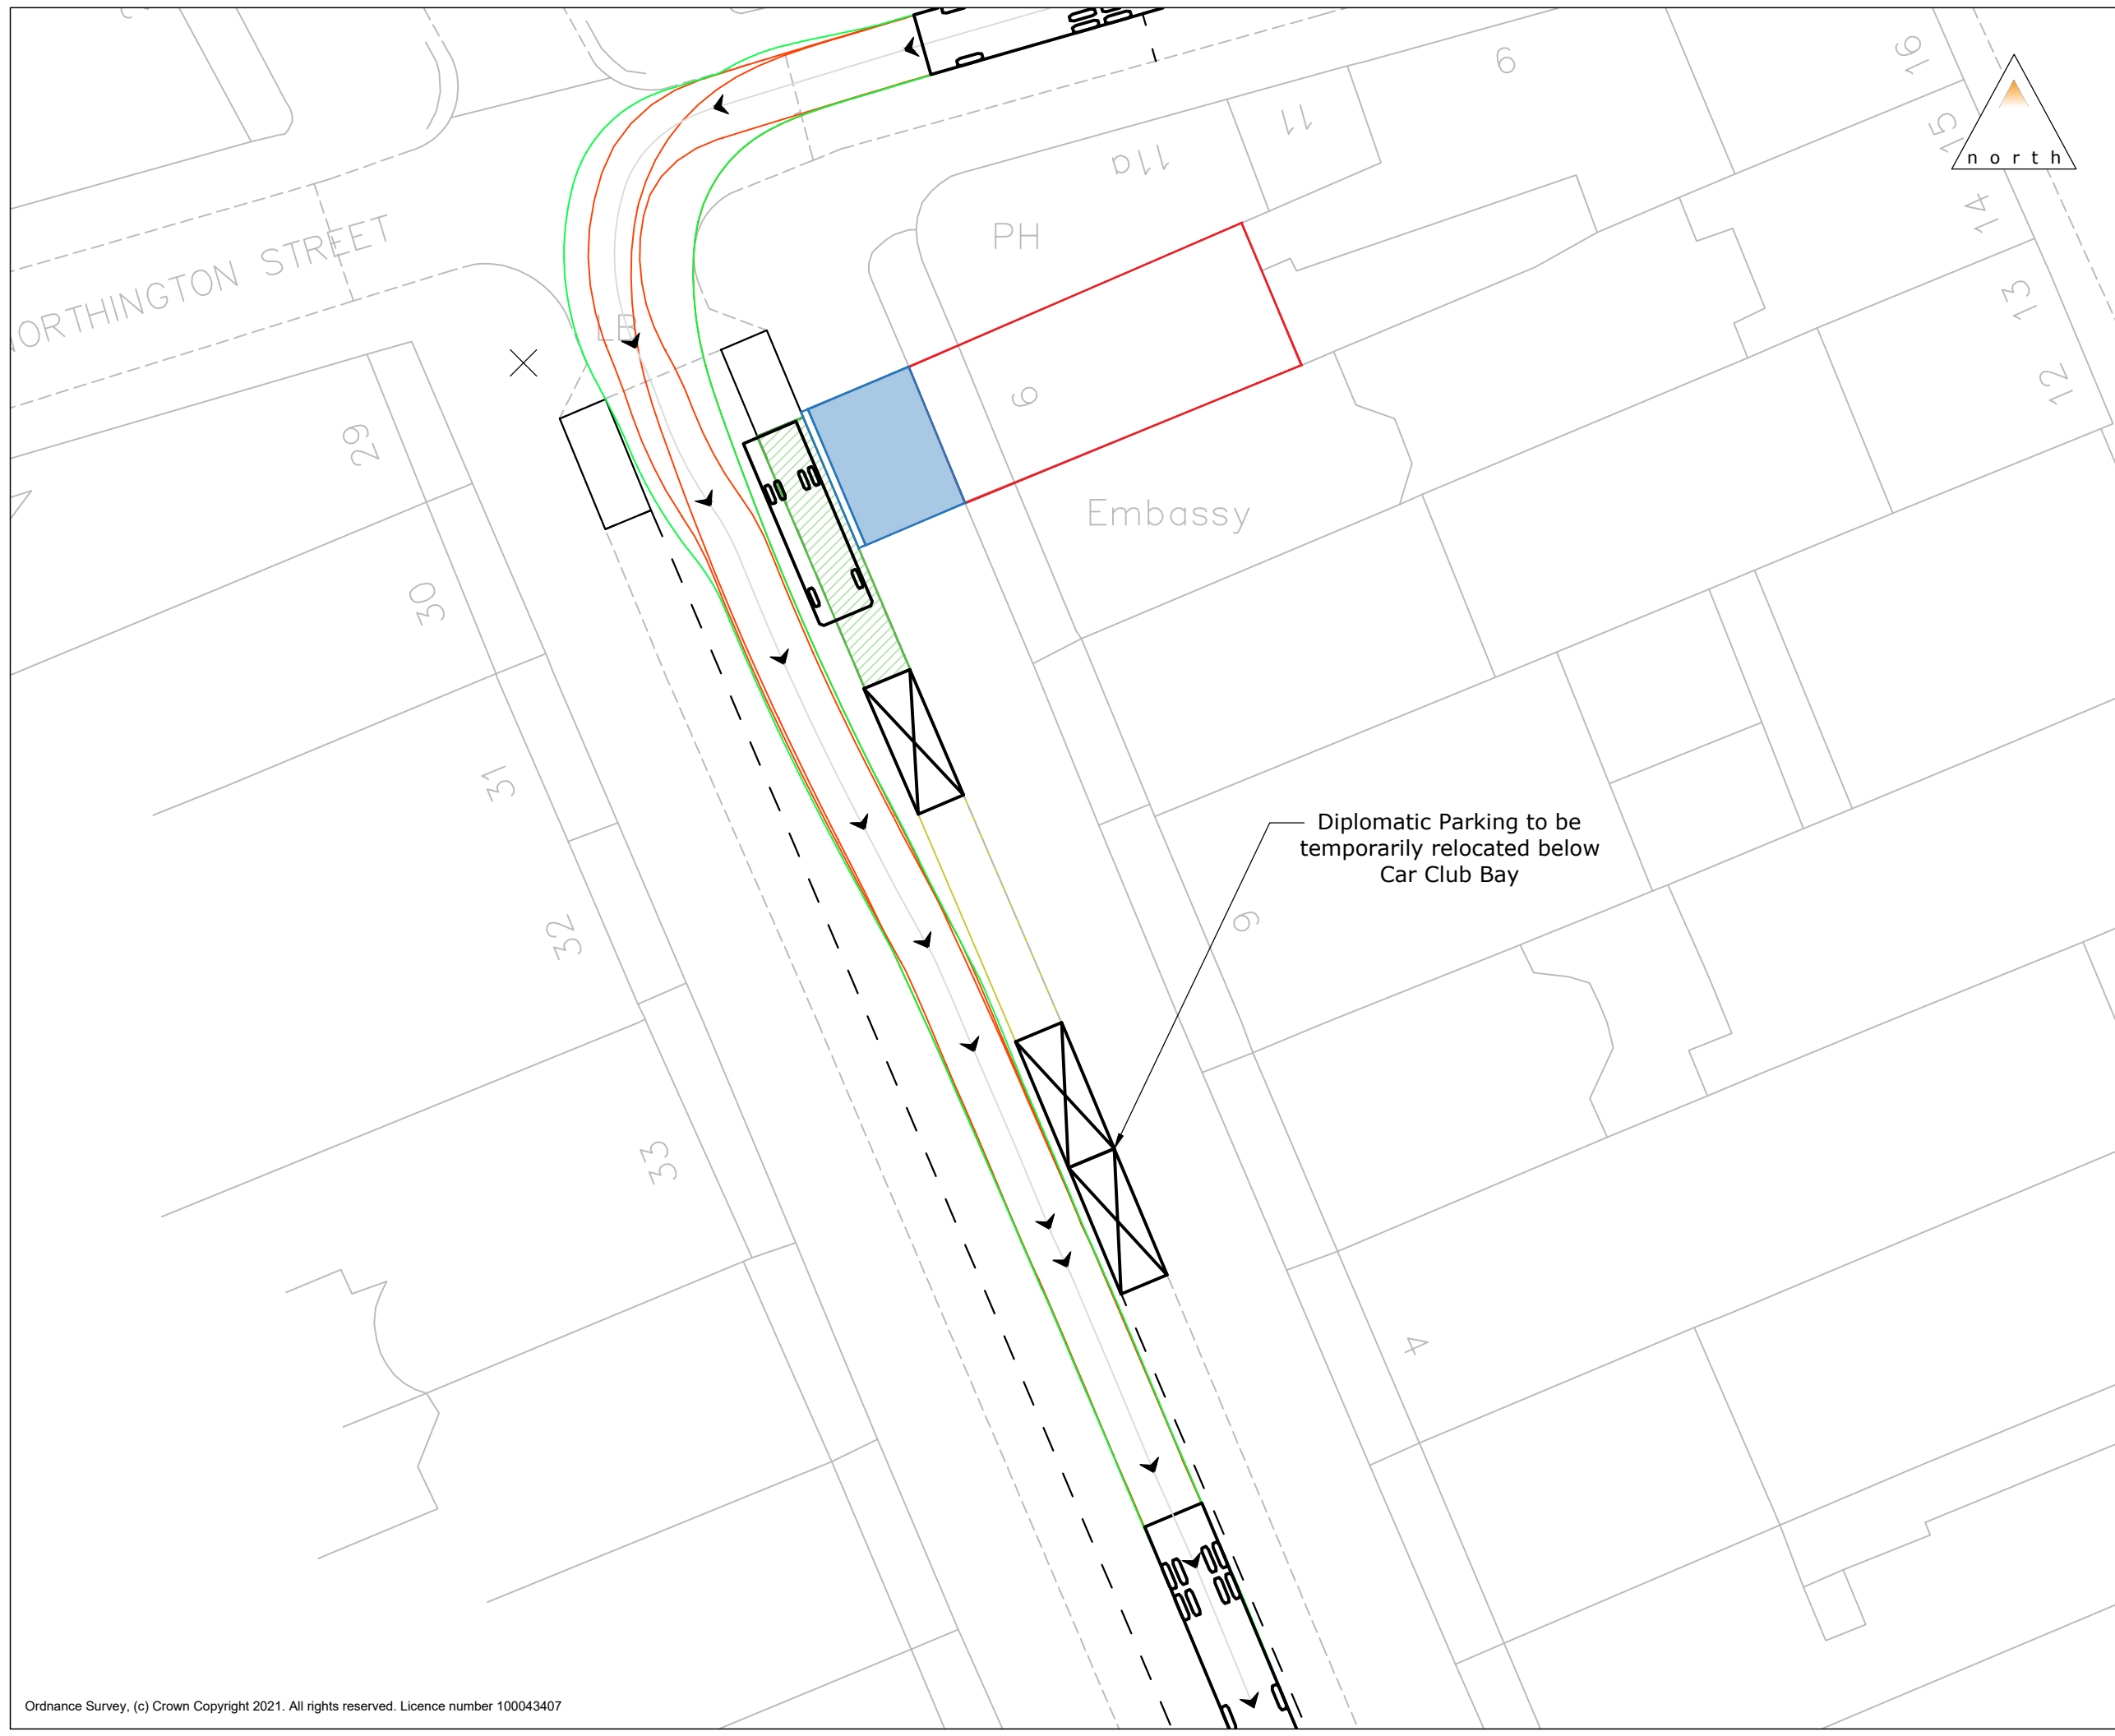 north
9
16
15
14
13
12
11
11a
PH
ORTHINGTON STREET
LB
29
9
Embassy
30
31
Diplomatic Parking to be
temporarily relocated below
Car Club Bay
32
6
33
4
Ordnance Survey, (c) Crown Copyright 2021. All rights reserved. Licence number 100043407